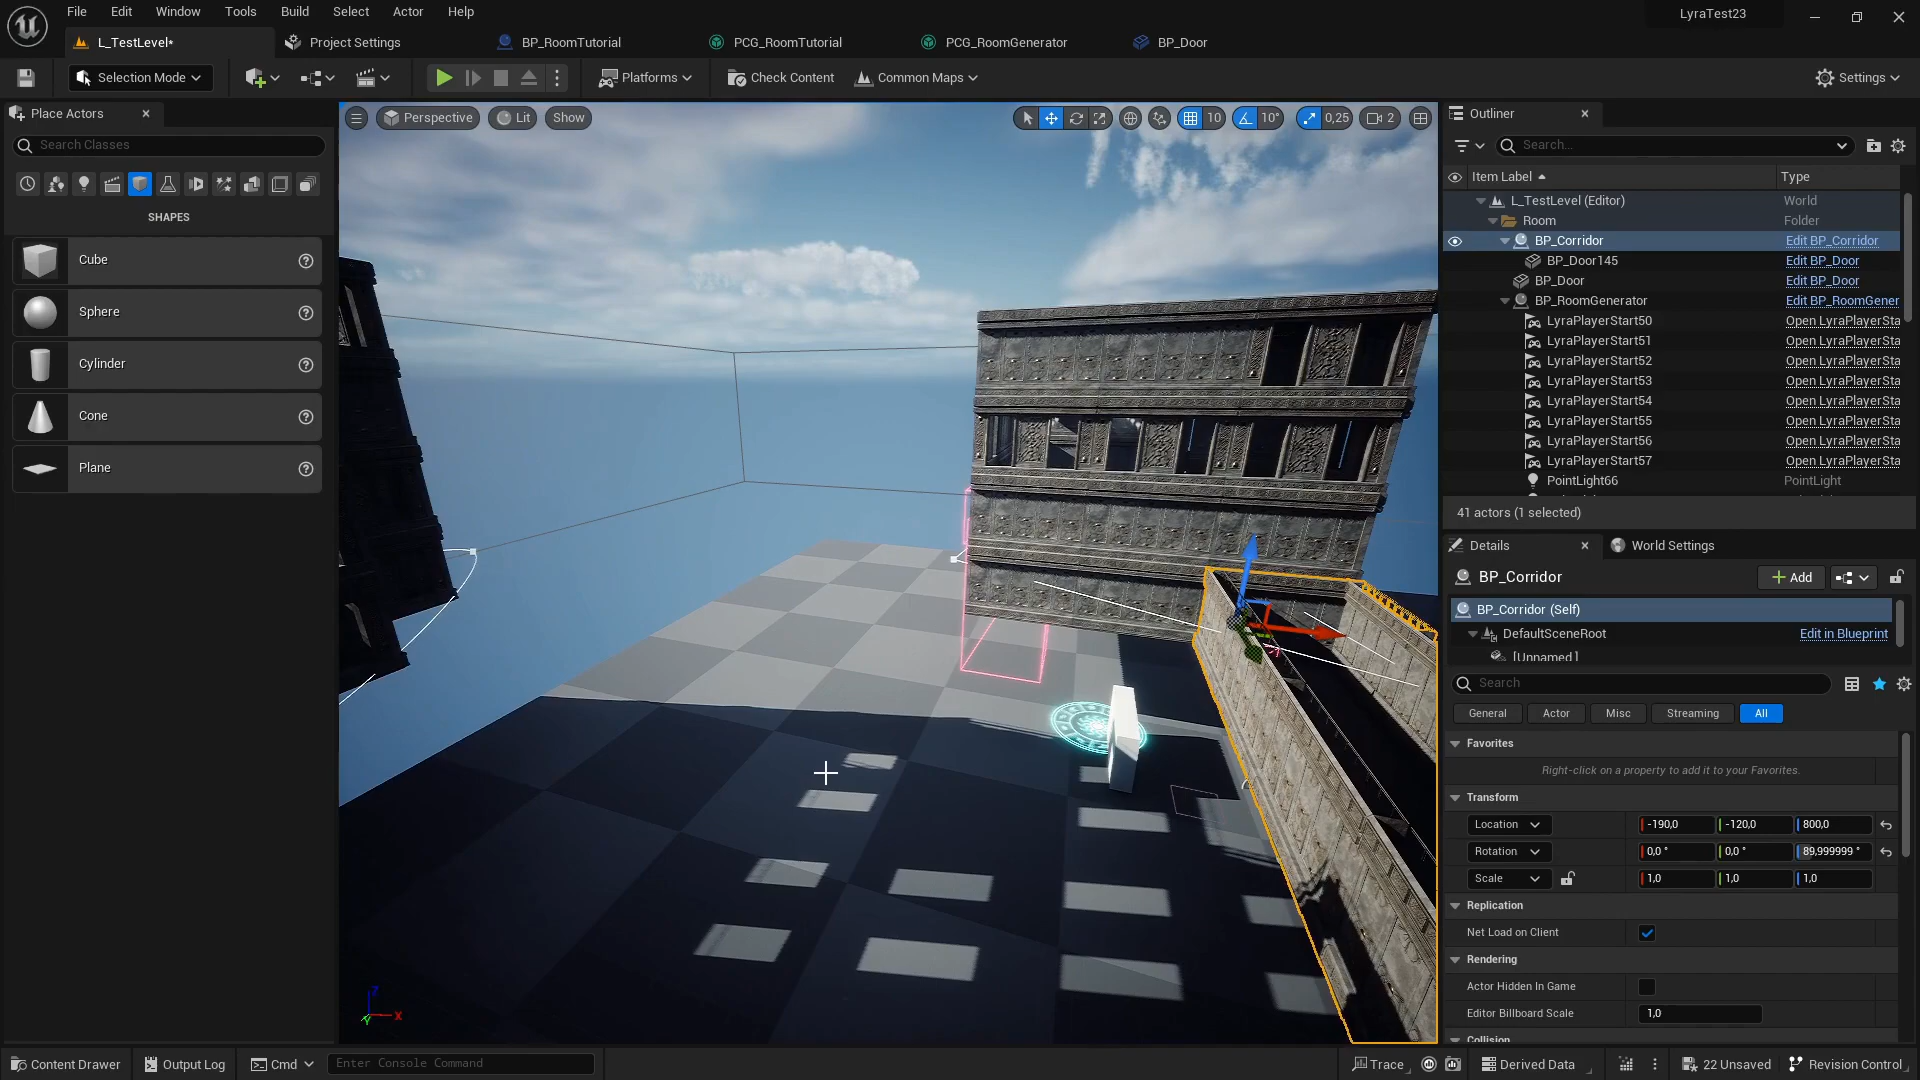 File Edit Window Tools Build Select Actor Help
LyraTest23
L_TestLevel*
Project Settings
BP_RoomTutorial
PCG_RoomTutorial
PCG_RoomGenerator
BP_Door
Selection Mode
Platforms
Check Content
Common Maps
Settings
Place Actors
Search Classes
SHAPES
Cube
Sphere
Cylinder
Cone
Plane
Perspective
Lit
Show
10
10°
0,25
2
Outliner
Search...
Item Label
Type
L_TestLevel (Editor) World
Room Folder
BP_Corridor Edit BP_Corridor
BP_Door145 Edit BP_Door
BP_Door Edit BP_Door
BP_RoomGenerator Edit BP_RoomGener
LyraPlayerStart50 Open LyraPlayerSta
LyraPlayerStart51 Open LyraPlayerSta
LyraPlayerStart52 Open LyraPlayerSta
LyraPlayerStart53 Open LyraPlayerSta
LyraPlayerStart54 Open LyraPlayerSta
LyraPlayerStart55 Open LyraPlayerSta
LyraPlayerStart56 Open LyraPlayerSta
LyraPlayerStart57 Open LyraPlayerSta
PointLight66 PointLight
41 actors (1 selected)
Details
World Settings
BP_Corridor
Add
BP_Corridor (Self)
DefaultSceneRoot Edit in Blueprint
[Unnamed]
Search
General Actor Misc Streaming All
Favorites
Right-click on a property to add it to your Favorites.
Transform
Location -190,0 -120,0 800,0
Rotation 0,0 ° 0,0 ° 89,999999 °
Scale 1,0 1,0 1,0
Replication
Net Load on Client
Rendering
Actor Hidden In Game
Editor Billboard Scale 1,0
Collision
Z
X
Y
Content Drawer
Output Log
Cmd
Enter Console Command
Trace
Derived Data
22 Unsaved
Revision Control